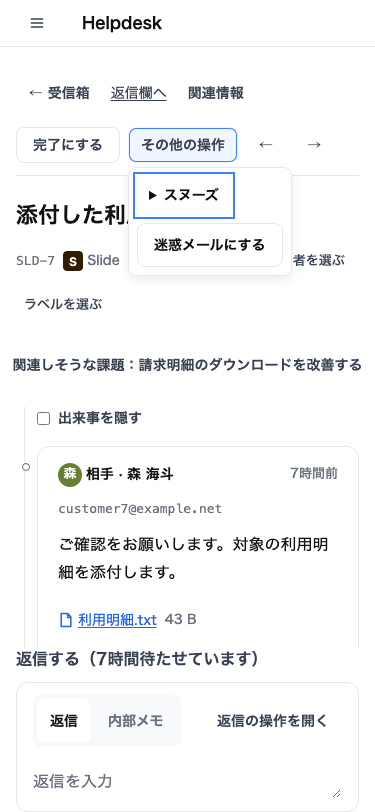 Helpdesk
← 受信箱 返信欄へ 関連情報
完了にする その他の操作 ← →
▶ スヌーズ
迷惑メールにする
添付した利
SLD-7 S Slide 者を選ぶ
ラベルを選ぶ
関連しそうな課題：請求明細のダウンロードを改善する
出来事を隠す
森 相手 · 森 海斗 7時間前
customer7@example.net
ご確認をお願いします。対象の利用明
細を添付します。
利用明細.txt 43 B
返信する（7時間待たせています）
返信 内部メモ 返信の操作を開く
返信を入力